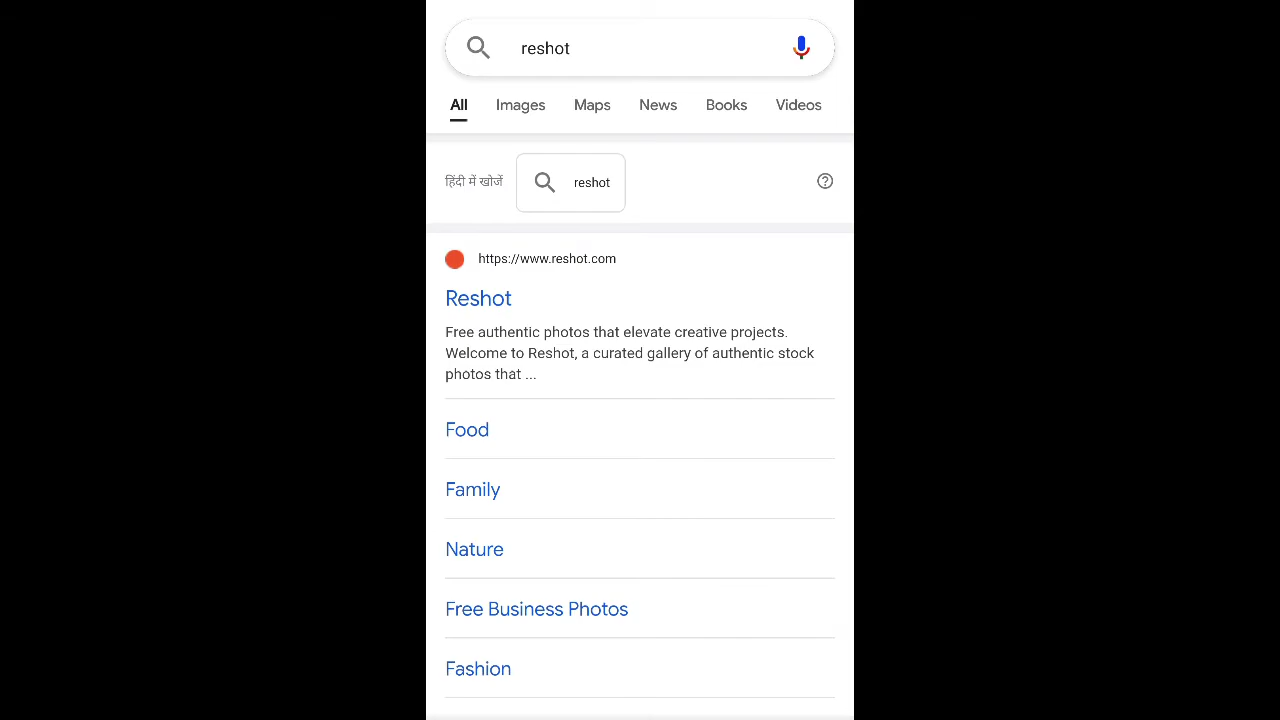 reshot
All Images Maps News Books Videos
हिंदी में खोजें reshot
https://www.reshot.com
Reshot
Free authentic photos that elevate creative projects.
Welcome to Reshot, a curated gallery of authentic stock
photos that ...
Food
Family
Nature
Free Business Photos
Fashion